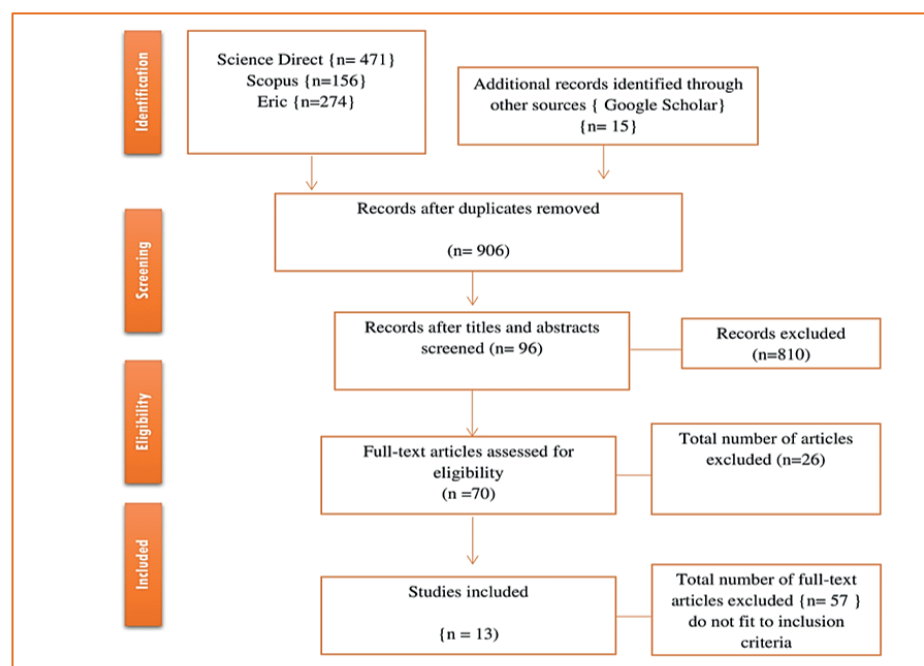 Identification
Science Direct {n= 471}
Scopus {n=156}
Eric {n=274}
Additional records identified through
other sources { Google Scholar}
{n= 15}
Screening
Records after duplicates removed
(n= 906)
Records after titles and abstracts
screened (n= 96)
Records excluded
(n=810)
Eligibility
Full-text articles assessed for
eligibility
(n =70)
Total number of articles
excluded (n=26)
Included
Studies included
{n = 13)
Total number of full-text
articles excluded {n= 57 }
do not fit to inclusion
criteria